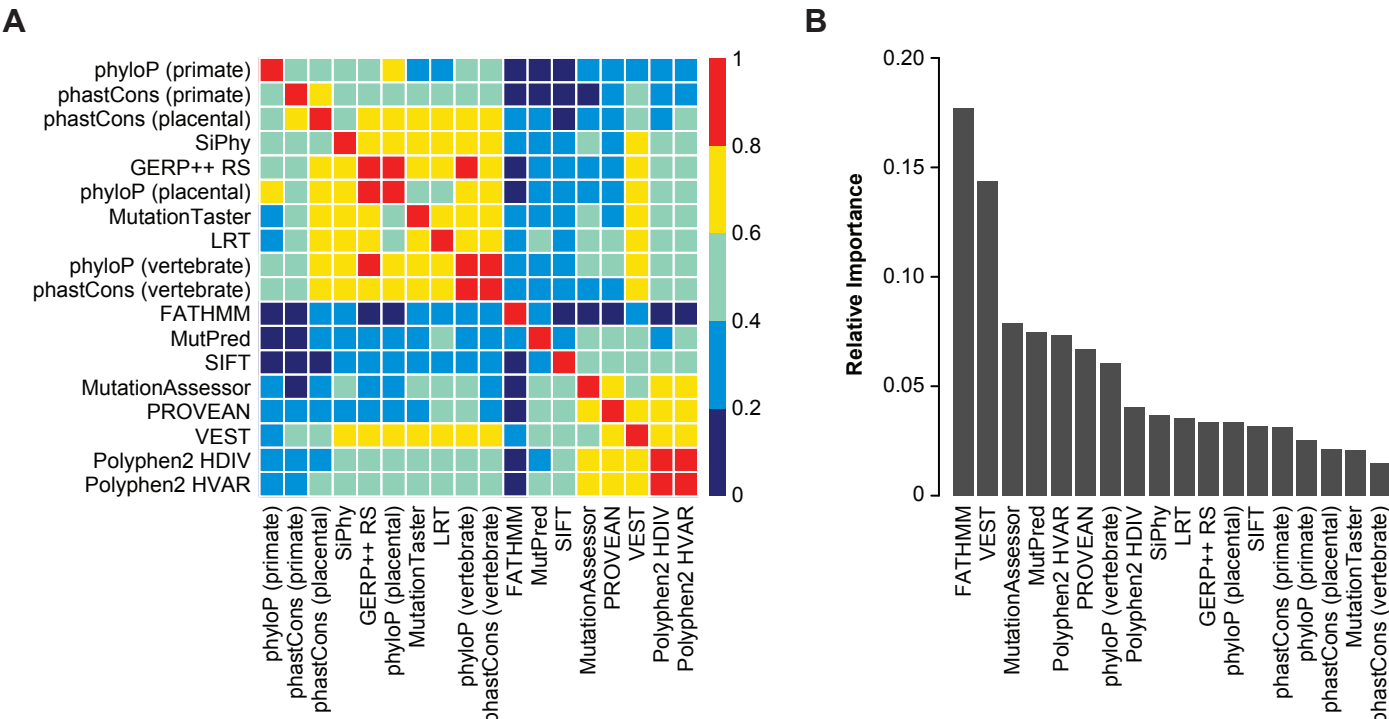 A
phyloP (primate)
phastCons (primate)
phastCons (placental)
SiPhy
GERP++ RS
phyloP (placental)
MutationTaster
LRT
phyloP (vertebrate)
phastCons (vertebrate)
FATHMM
MutPred
SIFT
MutationAssessor
PROVEAN
VEST
Polyphen2 HDIV
Polyphen2 HVAR
phyloP (primate)
phastCons (primate)
phastCons (placental)
SiPhy
GERP++ RS
phyloP (placental)
MutationTaster
LRT
phyloP (vertebrate)
phastCons (vertebrate)
FATHMM
MutPred
SIFT
MutationAssessor
PROVEAN
VEST
Polyphen2 HDIV
Polyphen2 HVAR
1
0.8
0.6
0.4
0.2
0
B
Relative Importance
0.20
0.15
0.10
0.05
0
FATHMM
VEST
MutationAssessor
MutPred
Polyphen2 HVAR
PROVEAN
phyloP (vertebrate)
Polyphen2 HDIV
SiPhy
LRT
GERP++ RS
phyloP (placental)
SIFT
phastCons (primate)
phyloP (primate)
phastCons (placental)
MutationTaster
phastCons (vertebrate)